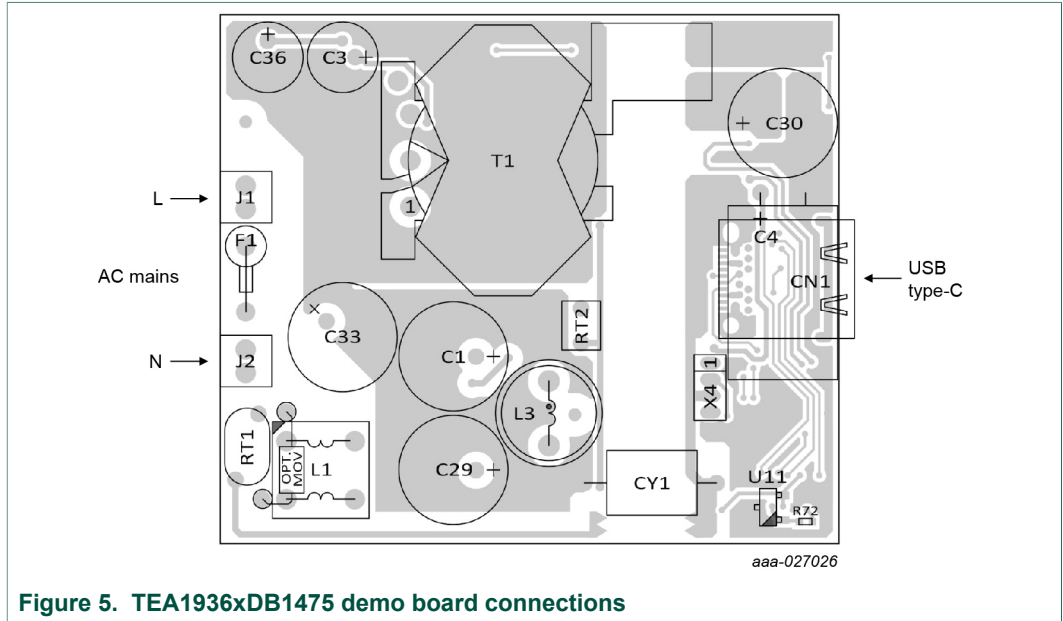 C36
+
C3
+
T1
+
C30
L
J1
1
F1
+
C4
AC mains
CN1
USB
type-C
C33
RT2
C1
+
N
J2
1
X4
L3
RT1
OPT.
MOV
L1
C29
+
CY1
U11
R72
aaa-027026
Figure 5. TEA1936xDB1475 demo board connections